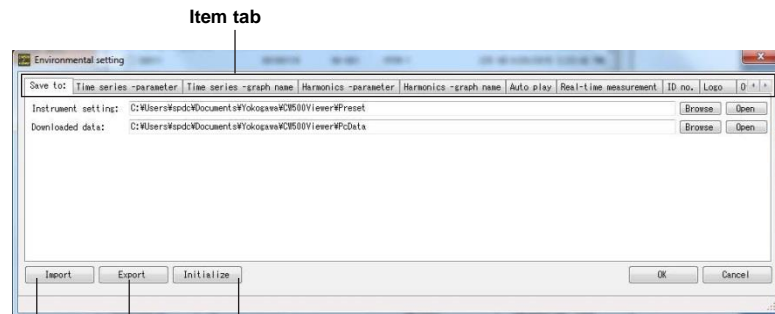 Item tab
Environmental setting
Save to: Time series -parameter Time series -graph name Harmonics -parameter Harmonics -graph name Auto play Real-time measurement ID no. Logo O
Instrument setting: C:¥Users¥spdc¥Documents¥Yokogawa¥CW500Viewer¥Preset Browse Open
Downloaded data: C:¥Users¥spdc¥Documents¥Yokogawa¥CW500Viewer¥PcData Browse Open
Import Export Initialize OK Cancel